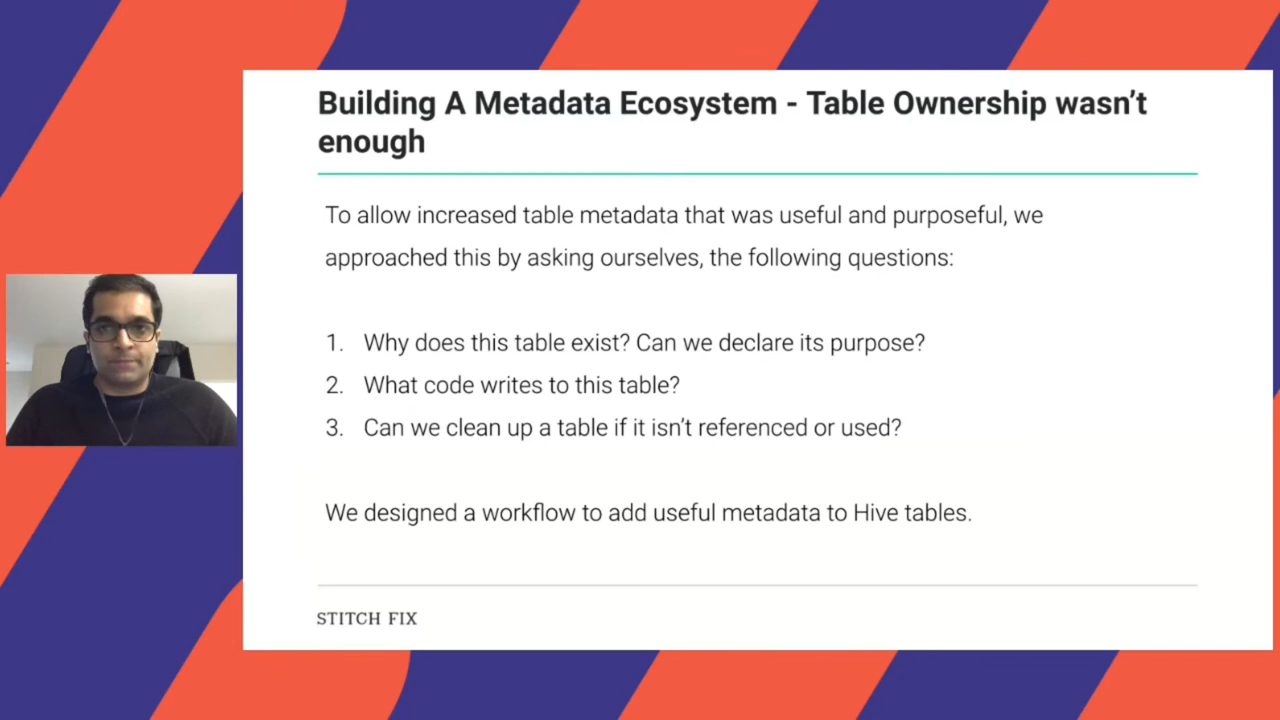 Building A Metadata Ecosystem - Table Ownership wasn’t
enough
To allow increased table metadata that was useful and purposeful, we
approached this by asking ourselves, the following questions:
1. Why does this table exist? Can we declare its purpose?
2. What code writes to this table?
3. Can we clean up a table if it isn’t referenced or used?
We designed a workflow to add useful metadata to Hive tables.
STITCH FIX